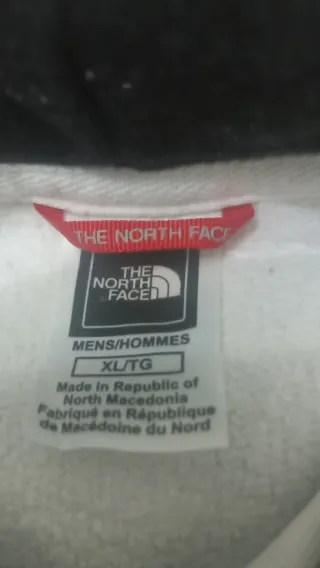 THE NORTH FACE
THE
NORTH
FACE
MENS/HOMMES
XL/TG
Made in Republic of
North Macedonia
Fabriqué en République
de Macédoine du Nord